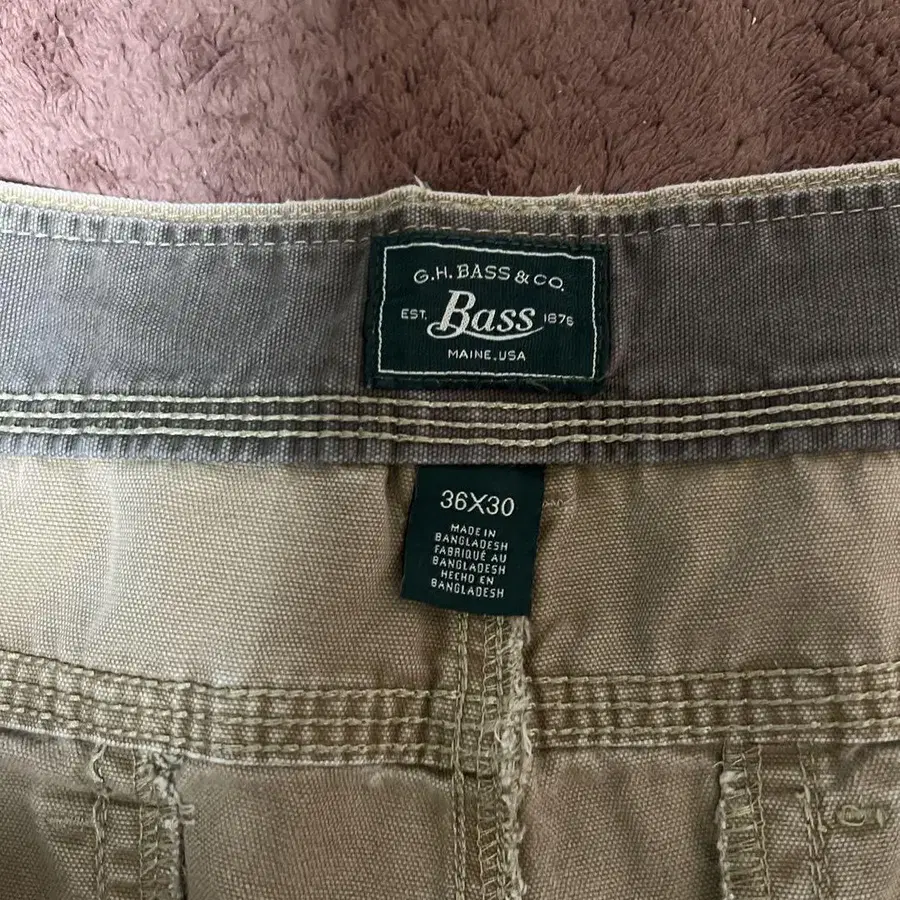 G.H. BASS & CO.
EST. Bass 1876
MAINE, USA
36X30
MADE IN
BANGLADESH
FABRIQUÉ AU
BANGLADESH
HECHO EN
BANGLADESH